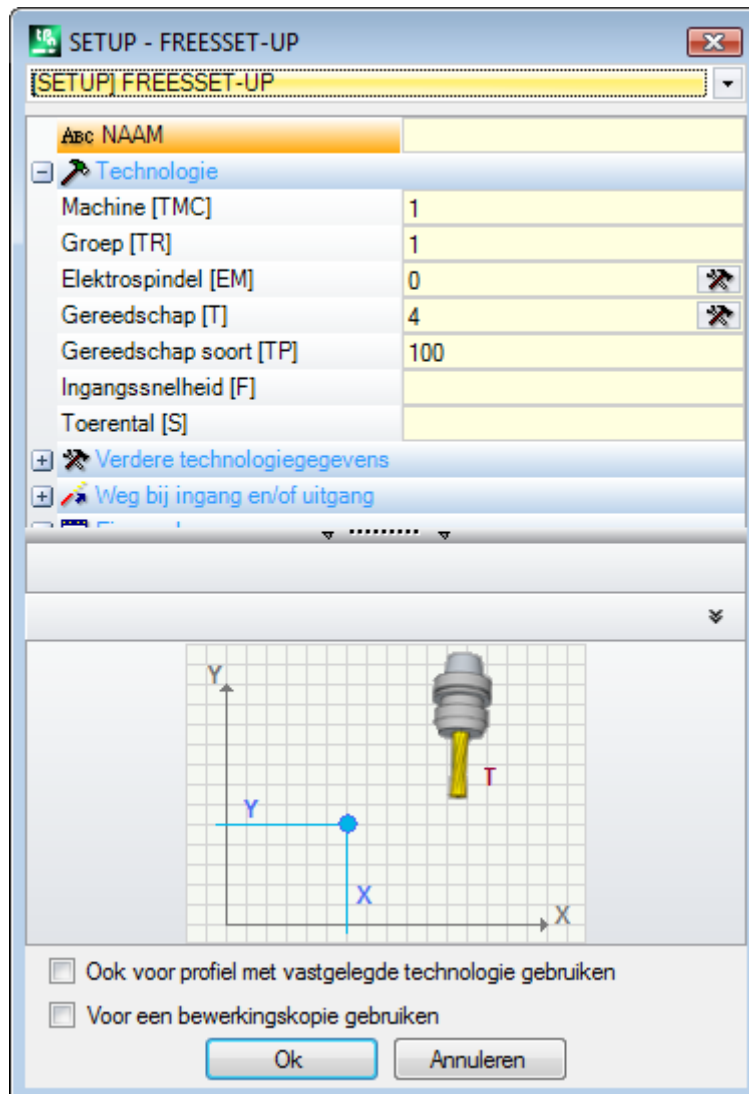 SETUP - FREESSET-UP
[SETUP] FREESSET-UP
ABC NAAM
Technologie
Machine [TMC] 1
Groep [TR] 1
Elektrospindel [EM] 0
Gereedschap [T] 4
Gereedschap soort [TP] 100
Ingangssnelheid [F]
Toerental [S]
Verdere technologiegegevens
Weg bij ingang en/of uitgang
Y
T
Y
X
X
Ook voor profiel met vastgelegde technologie gebruiken
Voor een bewerkingskopie gebruiken
Ok Annuleren